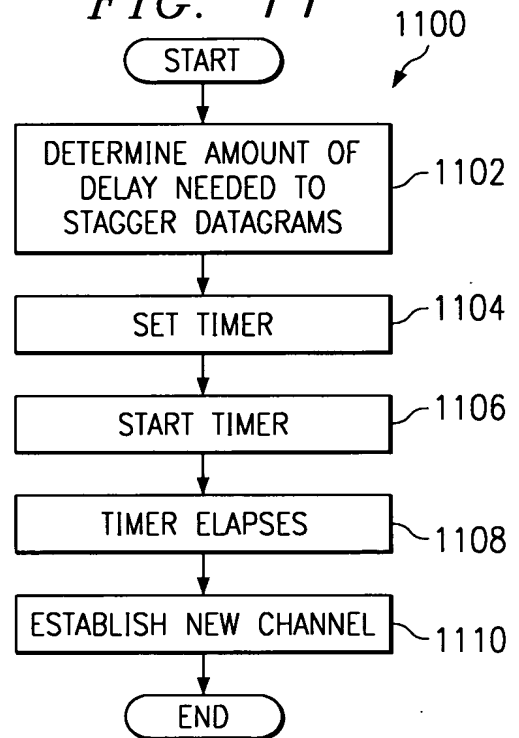 FIG. 11
1100
START
DETERMINE AMOUNT OF
DELAY NEEDED TO
STAGGER DATAGRAMS
1102
SET TIMER
1104
START TIMER
1106
TIMER ELAPSES
1108
ESTABLISH NEW CHANNEL
1110
END